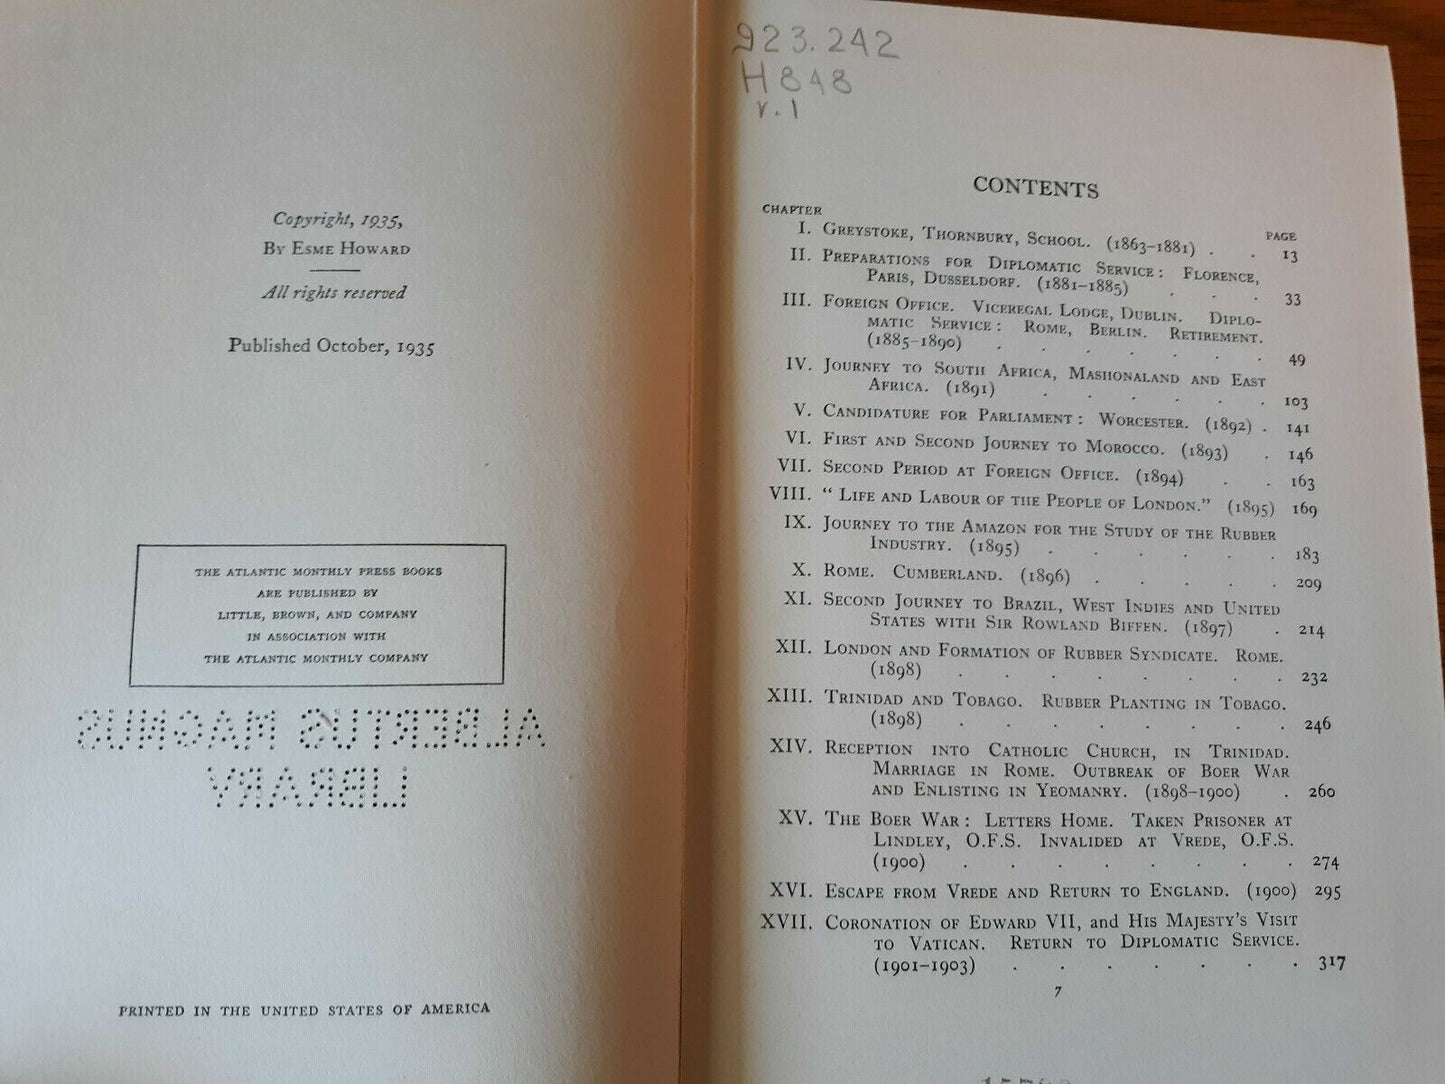 Copyright, 1935,
By Esme Howard
All rights reserved
Published October, 1935
THE ATLANTIC MONTHLY PRESS BOOKS
ARE PUBLISHED BY
LITTLE, BROWN, AND COMPANY
IN ASSOCIATION WITH
THE ATLANTIC MONTHLY COMPANY
ALBERTUS MAGNUS
LIBRARY
PRINTED IN THE UNITED STATES OF AMERICA
923.242
H848
v.1
CONTENTS
CHAPTER PAGE
I. Greystoke, Thornbury, School. (1863–1881) . . 13
II. Preparations for Diplomatic Service: Florence,
Paris, Dusseldorf. (1881–1885) . . . 33
III. Foreign Office. Viceregal Lodge, Dublin. Diplo-
matic Service: Rome, Berlin. Retirement.
(1885–1890) . . . . . . . 49
IV. Journey to South Africa, Mashonaland and East
Africa. (1891) . . . . . . 103
V. Candidature for Parliament: Worcester. (1892) . 141
VI. First and Second Journey to Morocco. (1893) . 146
VII. Second Period at Foreign Office. (1894) . . 163
VIII. "Life and Labour of the People of London." (1895) 169
IX. Journey to the Amazon for the Study of the Rubber
Industry. (1895) . . . . . . 183
X. Rome. Cumberland. (1896) . . . . . 209
XI. Second Journey to Brazil, West Indies and United
States with Sir Rowland Biffen. (1897) . 214
XII. London and Formation of Rubber Syndicate. Rome.
(1898) . . . . . . . . 232
XIII. Trinidad and Tobago. Rubber Planting in Tobago.
(1898) . . . . . . . . 246
XIV. Reception into Catholic Church, in Trinidad.
Marriage in Rome. Outbreak of Boer War
and Enlisting in Yeomanry. (1898–1900) . 260
XV. The Boer War: Letters Home. Taken Prisoner at
Lindley, O.F.S. Invalided at Vrede, O.F.S.
(1900) . . . . . . . . 274
XVI. Escape from Vrede and Return to England. (1900) 295
XVII. Coronation of Edward VII, and His Majesty's Visit
to Vatican. Return to Diplomatic Service.
(1901–1903) . . . . . . . 317
7